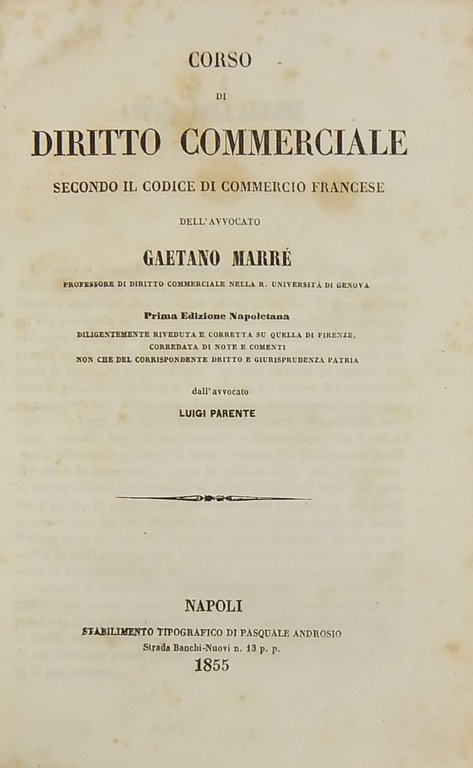 CORSO
DI
DIRITTO COMMERCIALE
SECONDO IL CODICE DI COMMERCIO FRANCESE
DELL'AVVOCATO
GAETANO MARRÉ
PROFESSORE DI DIRITTO COMMERCIALE NELLA R. UNIVERSITÀ DI GENOVA
Prima Edizione Napoletana
DILIGENTEMENTE RIVEDUTA E CORRETTA SU QUELLA DI FIRENZE,
CORREDATA DI NOTE E COMENTI
NON CHE DEL CORRISPONDENTE DRITTO E GIURISPRUDENZA PATRIA
dall'avvocato
LUIGI PARENTE
NAPOLI
STABILIMENTO TIPOGRAFICO DI PASQUALE ANDROSIO
Strada Banchi-Nuovi n. 13 p. p.
1855